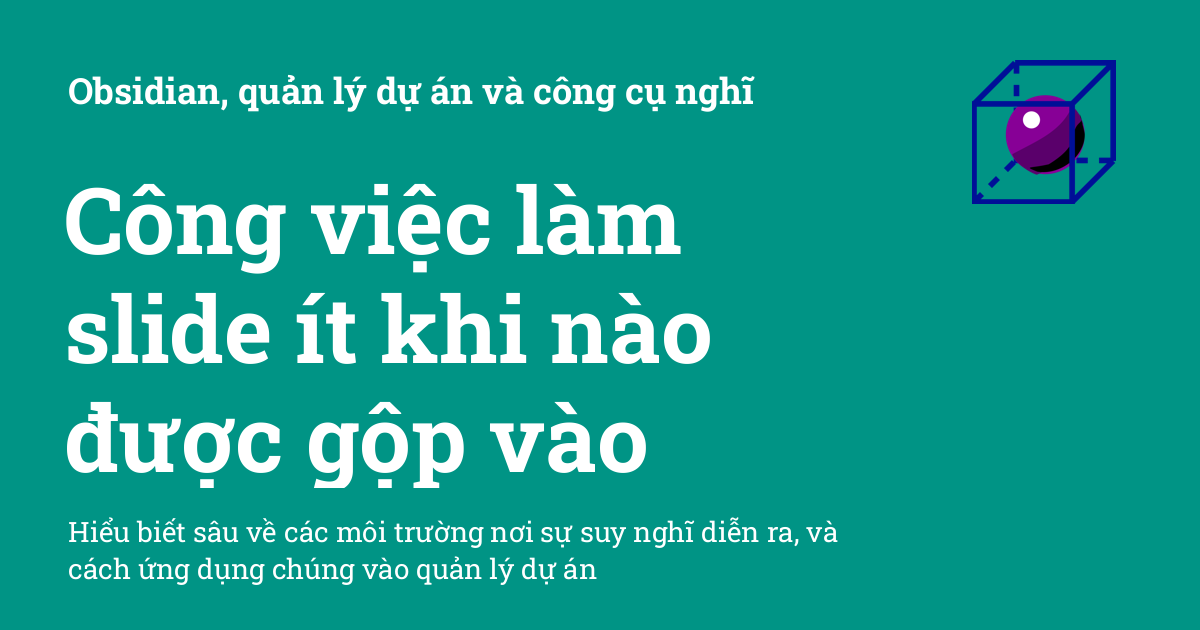 Obsidian, quản lý dự án và công cụ nghĩ
Công việc làm
slide ít khi nào
được gộp vào
Hiểu biết sâu về các môi trường nơi sự suy nghĩ diễn ra, và
cách ứng dụng chúng vào quản lý dự án